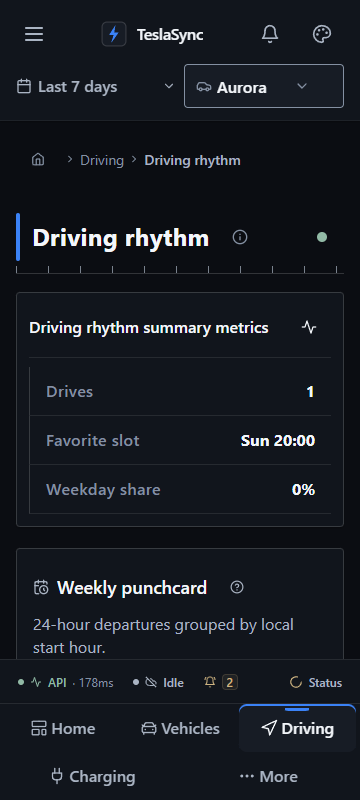 TeslaSync
Last 7 days
Aurora
Driving
Driving rhythm
Driving rhythm
Driving rhythm summary metrics
Drives 1
Favorite slot Sun 20:00
Weekday share 0%
Weekly punchcard
24-hour departures grouped by local
start hour.
API · 178ms Idle 2 Status
Home Vehicles Driving
Charging More